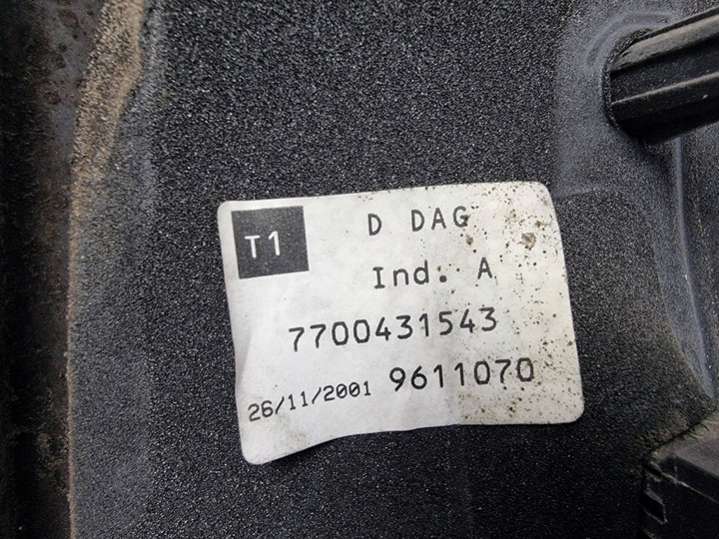 T1
D DAG
Ind. A
7700431543
26/11/2001 9611070